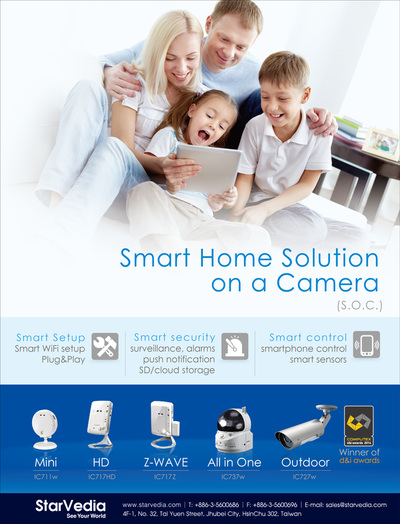 Smart Home Solution
on a Camera
(S.O.C.)
Smart Setup
Smart WiFi setup
Plug&Play
Smart security
surveillance, alarms
push notification
SD/cloud storage
Smart control
smartphone control
smart sensors
Mini
IC711w
HD
IC717HD
Z-WAVE
IC717Z
All in One
IC737w
Outdoor
IC727w
COMPUTEX
d&i awards 2014
Winner of
d&i awards
StarVedia
See Your World
www.starvedia.com | T: +886-3-5600686 | F: +886-3-5600696 | E-mail: sales@starvedia.com
4F-1, No. 32, Tai Yuen Street, Jhubei City, HsinChu 302, Taiwan